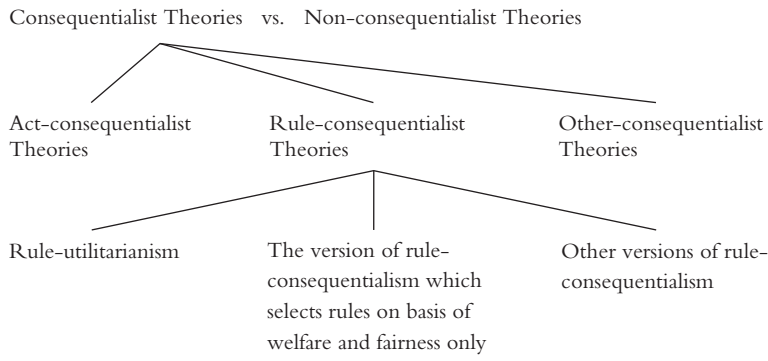 Consequentialist Theories vs. Non-consequentialist Theories
Act-consequentialist
Theories
Rule-consequentialist
Theories
Other-consequentialist
Theories
Rule-utilitarianism
The version of rule-
consequentialism which
selects rules on basis of
welfare and fairness only
Other versions of rule-
consequentialism